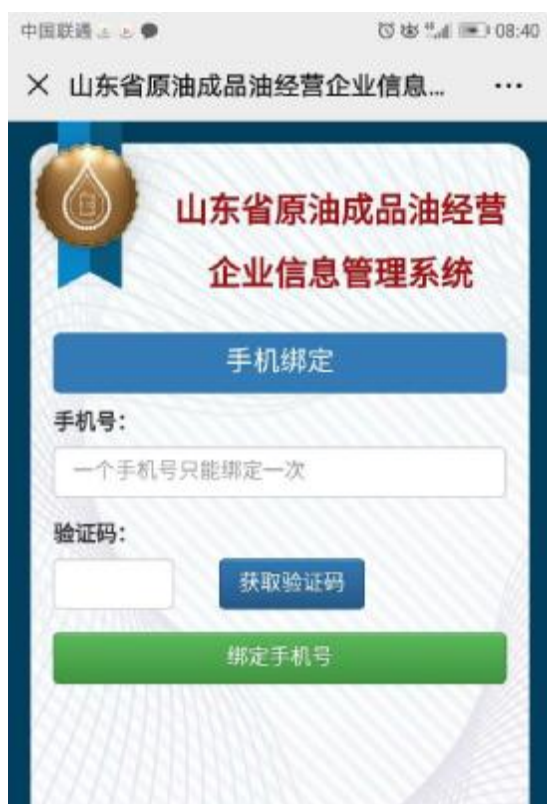 中国联通 08:40
山东省原油成品油经营企业信息...
山东省原油成品油经营
企业信息管理系统
手机绑定
手机号:
一个手机号只能绑定一次
验证码:
获取验证码
绑定手机号